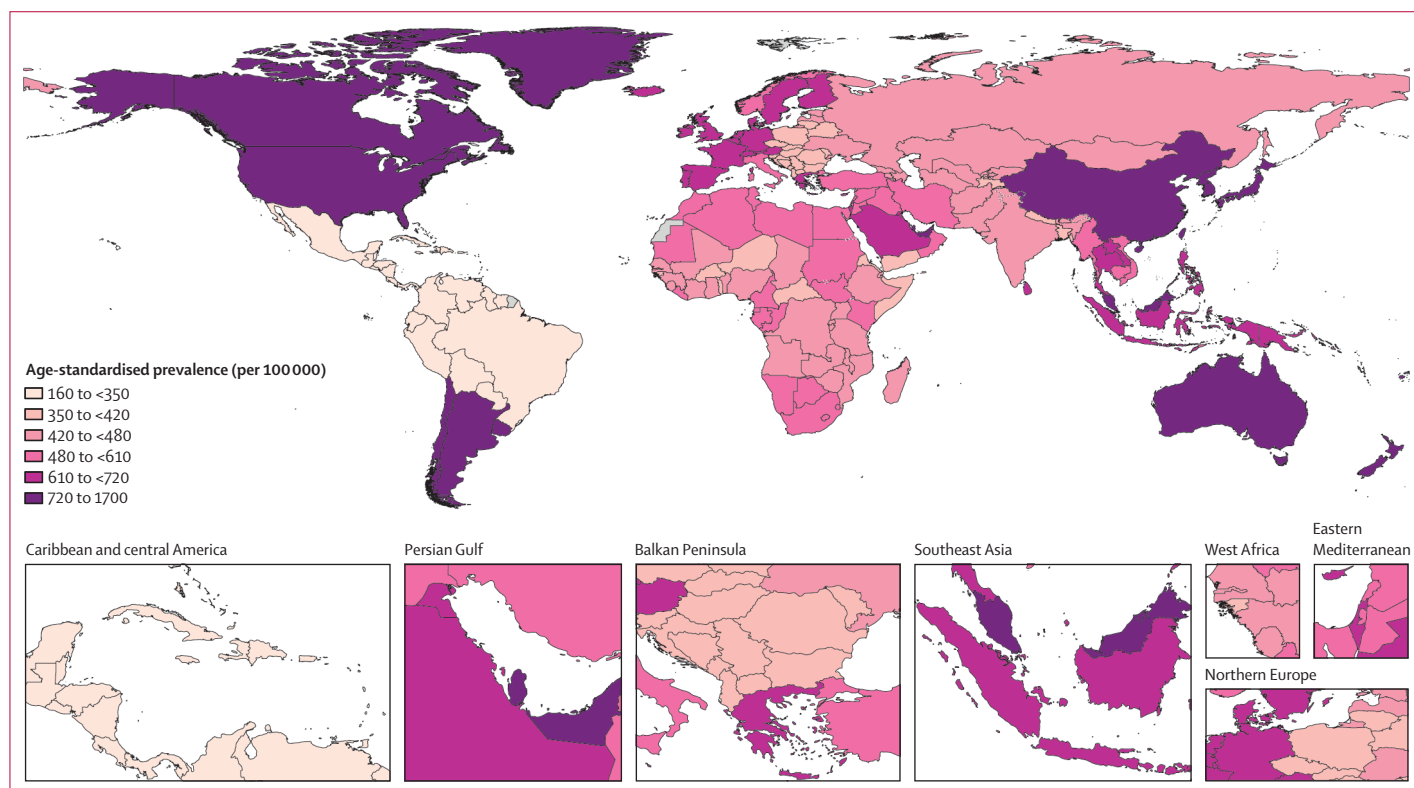 Age-standardised prevalence (per 100 000)
160 to <350
350 to <420
420 to <480
480 to <610
610 to <720
720 to 1700
Caribbean and central America
Persian Gulf
Balkan Peninsula
Southeast Asia
West Africa
Eastern
Mediterranean
Northern Europe